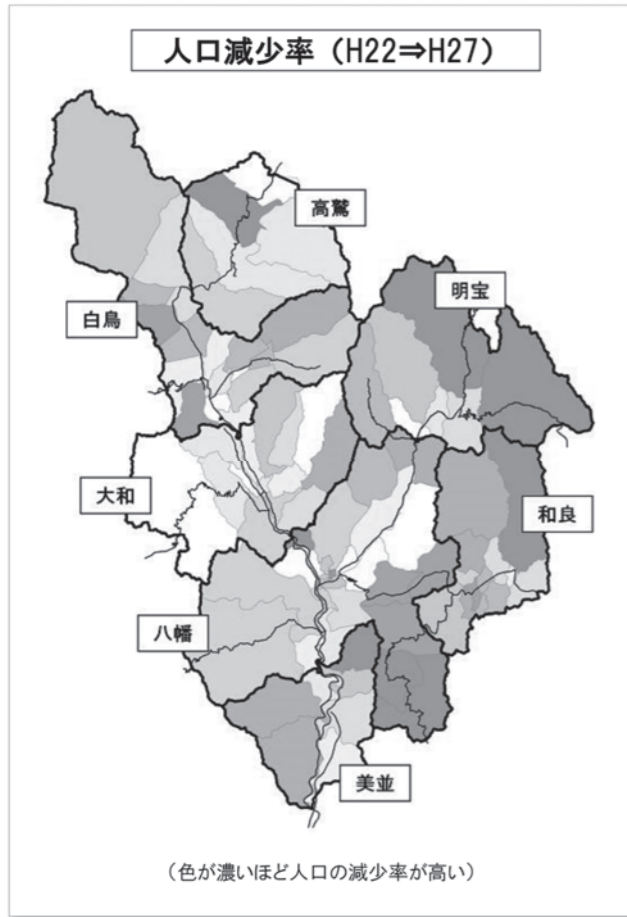 人口減少率（H22⇒H27）
高鷲
明宝
白鳥
大和
和良
八幡
美並
（色が濃いほど人口の減少率が高い）